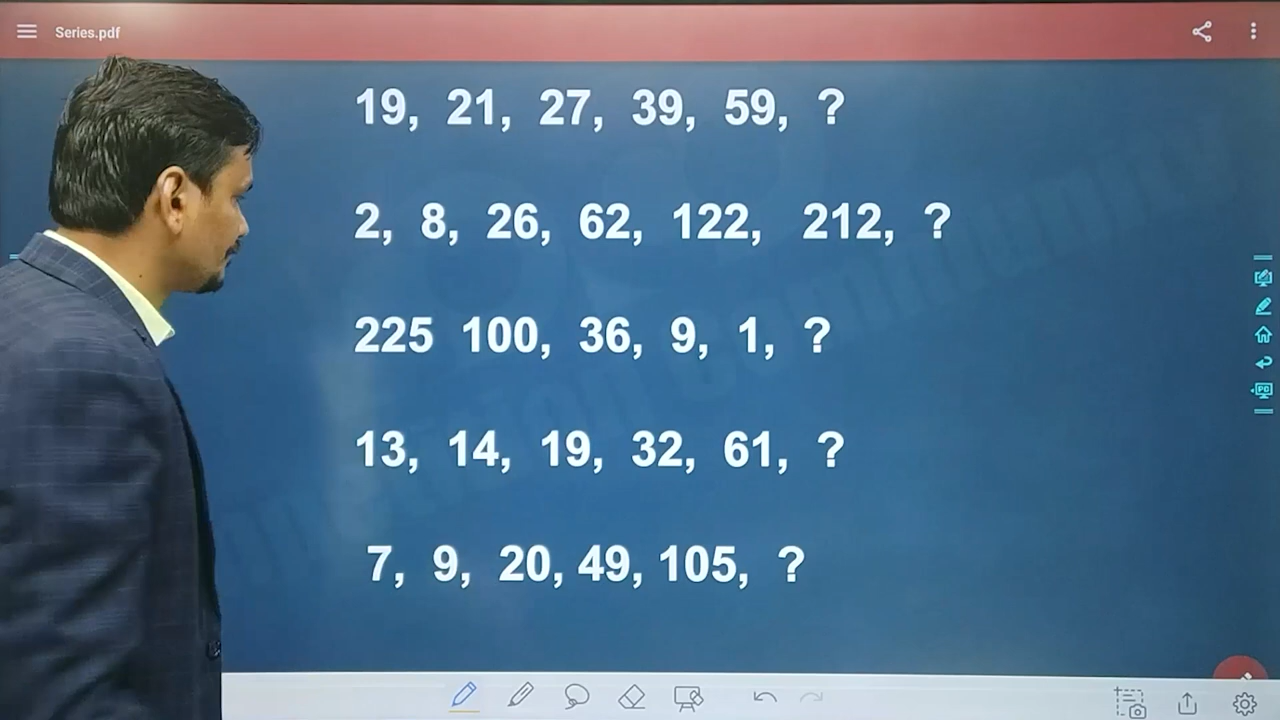 Series.pdf
19, 21, 27, 39, 59, ?
2, 8, 26, 62, 122, 212, ?
225 100, 36, 9, 1, ?
13, 14, 19, 32, 61, ?
7, 9, 20, 49, 105, ?